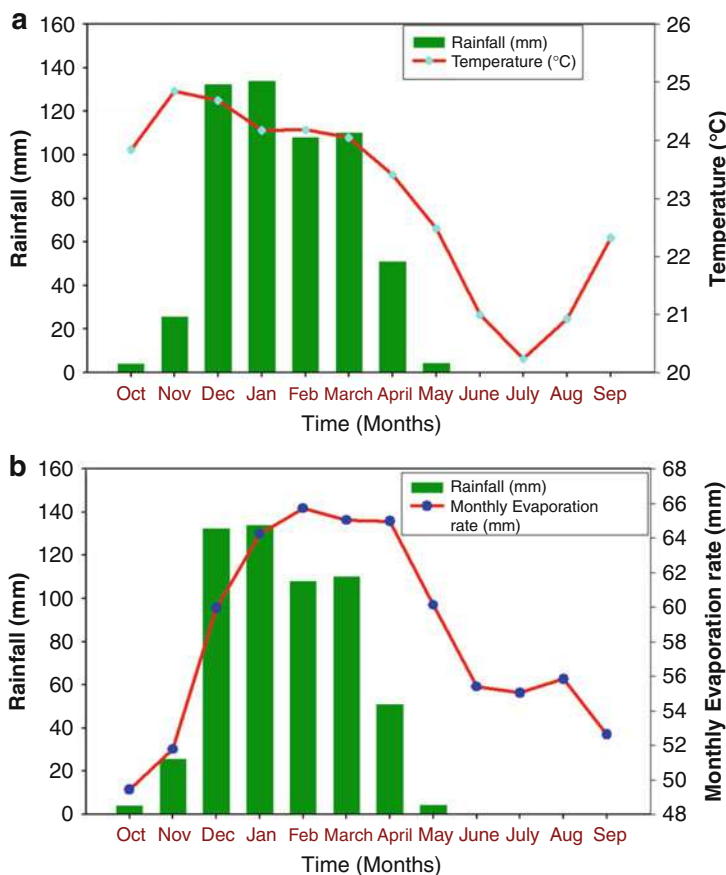 a
160
140
120
100
80
60
40
20
0
Rainfall (mm)
Rainfall (mm)
Temperature (°C)
26
25
24
23
22
21
20
Temperature (°C)
Oct Nov Dec Jan Feb March April May June July Aug Sep
Time (Months)
b
160
140
120
100
80
60
40
20
0
Rainfall (mm)
Rainfall (mm)
Monthly Evaporation
rate (mm)
68
66
64
62
60
58
56
54
52
50
48
Monthly Evaporation rate (mm)
Oct Nov Dec Jan Feb March April May June July Aug Sep
Time (Months)